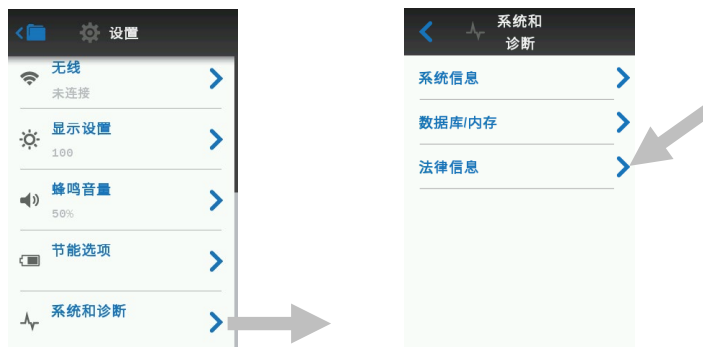 设置
无线
未连接
显示设置
100
蜂鸣音量
50%
节能选项
系统和诊断
系统和
诊断
系统信息
数据库/内存
法律信息